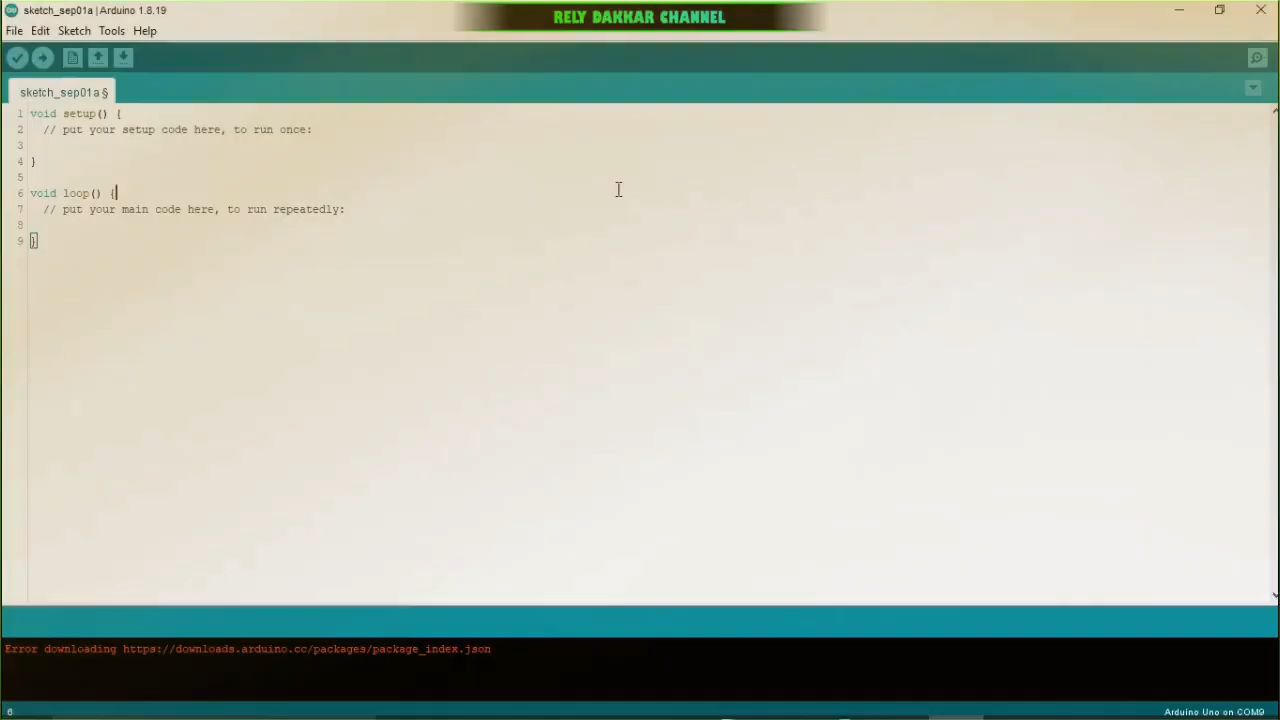 sketch_sep01a | Arduino 1.8.19
RELY DAKKAR CHANNEL
File Edit Sketch Tools Help
sketch_sep01a §
1 void setup() {
2 // put your setup code here, to run once:
3
4 }
5
6 void loop() {
7 // put your main code here, to run repeatedly:
8
9 }
Error downloading https://downloads.arduino.cc/packages/package_index.json
6
Arduino Uno on COM9